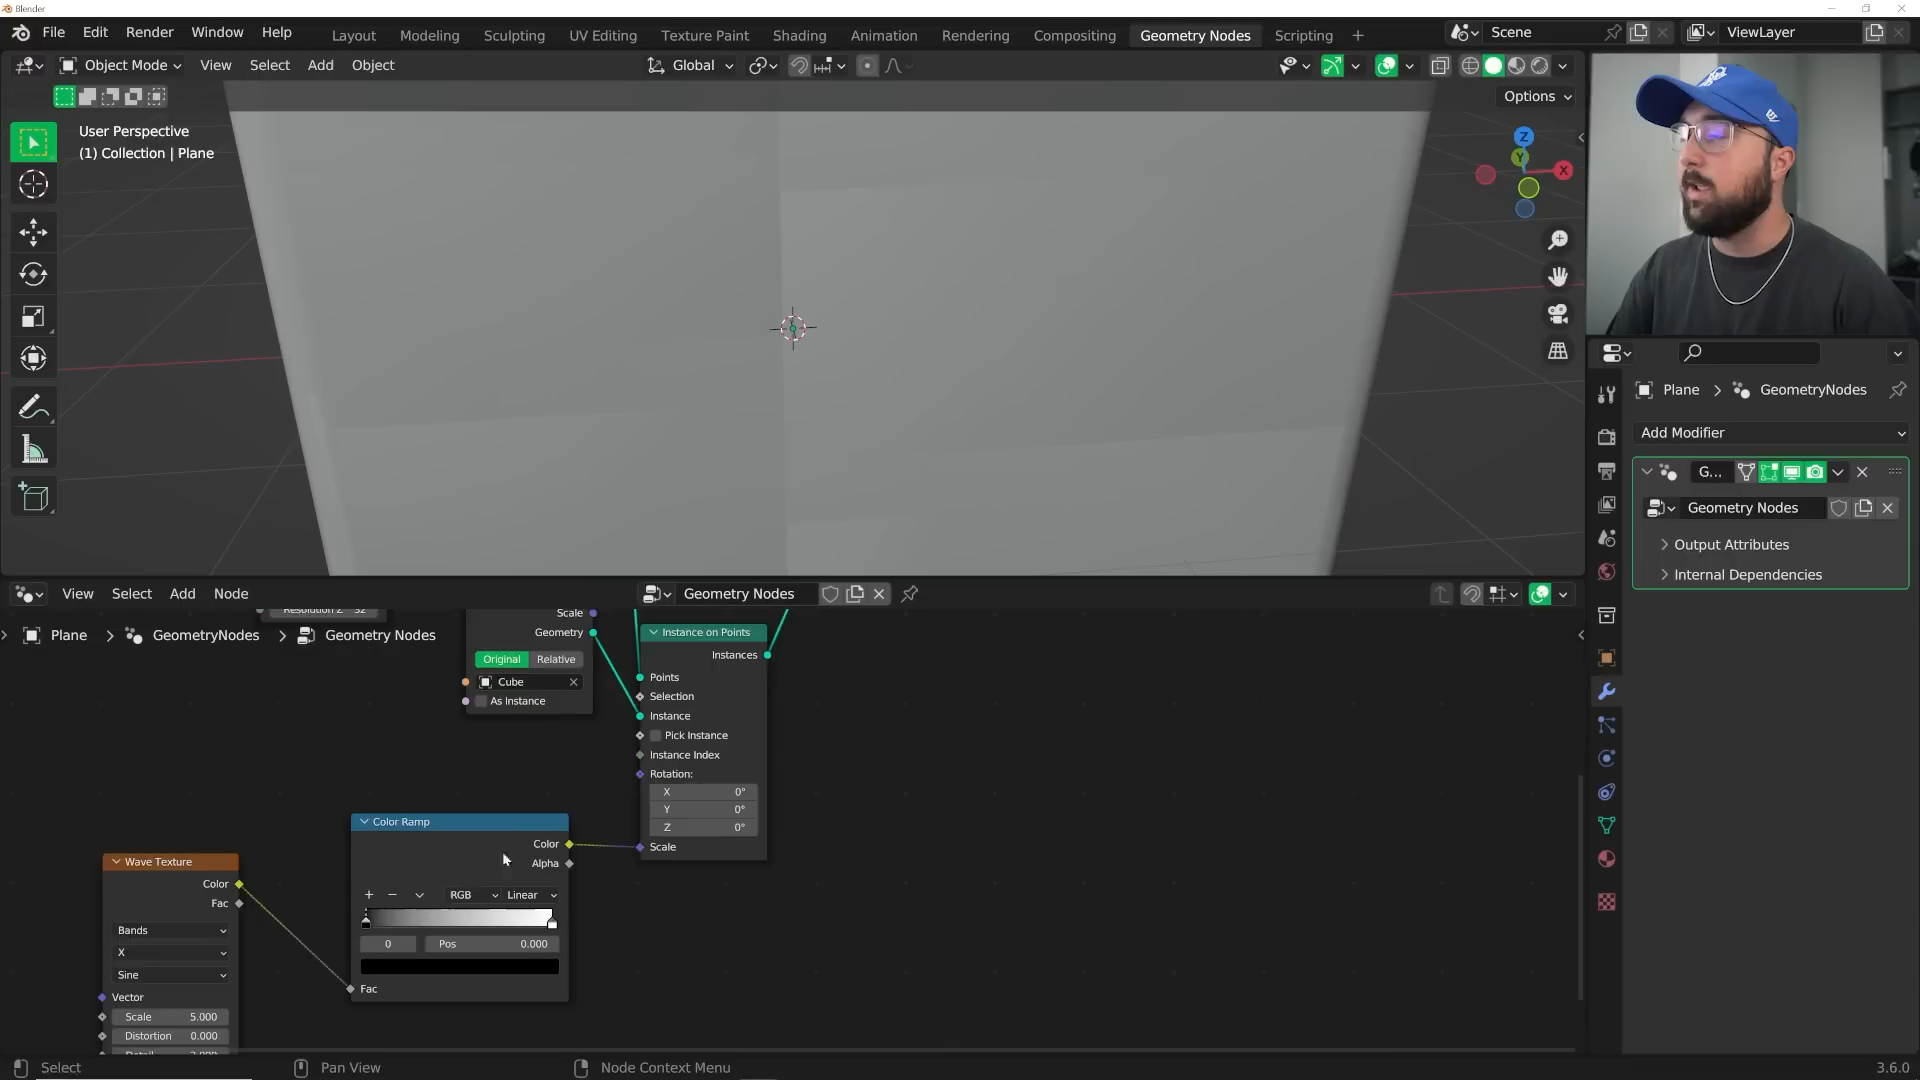 Blender
File Edit Render Window Help
Layout Modeling Sculpting UV Editing Texture Paint Shading Animation Rendering Compositing Geometry Nodes Scripting +
Scene
ViewLayer
Object Mode View Select Add Object
Global
Options
User Perspective
(1) Collection | Plane
Z
Y
X
Plane > GeometryNodes
Add Modifier
G...
Geometry Nodes
Output Attributes
Internal Dependencies
View Select Add Node
Geometry Nodes
Resolution Z 32
Plane > GeometryNodes > Geometry Nodes
Scale
Geometry
Original Relative
Cube
As Instance
Instance on Points
Instances
Points
Selection
Instance
Pick Instance
Instance Index
Rotation:
X 0°
Y 0°
Z 0°
Scale
Color Ramp
Color
Alpha
+ − RGB Linear
0 Pos 0.000
Fac
Wave Texture
Color
Fac
Bands
X
Sine
Vector
Scale 5.000
Distortion 0.000
Select Pan View Node Context Menu
3.6.0